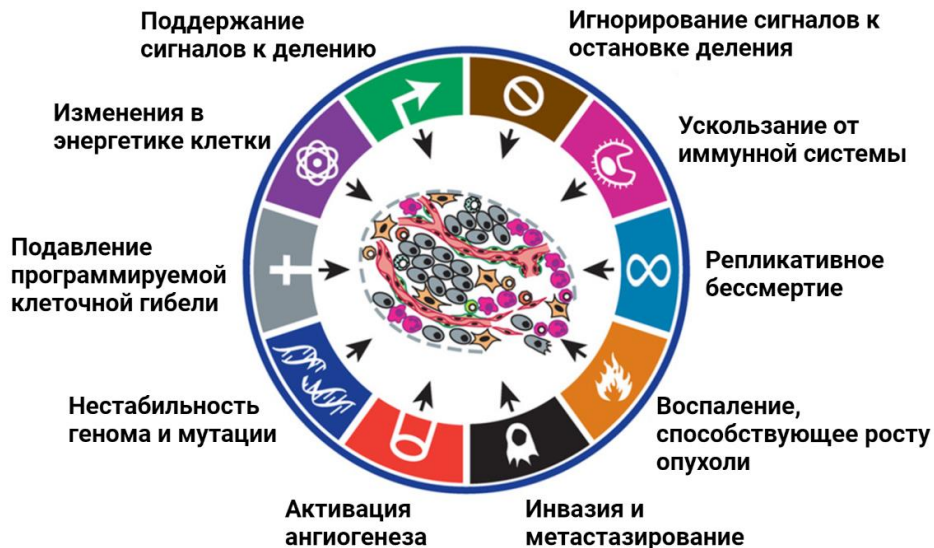 Поддержание
сигналов к делению
Игнорирование сигналов к
остановке деления
Изменения в
энергетике клетки
Ускользание от
иммунной системы
Подавление
программируемой
клеточной гибели
Репликативное
бессмертие
Нестабильность
генома и мутации
Воспаление,
способствующее росту
опухоли
Активация
ангиогенеза
Инвазия и
метастазирование